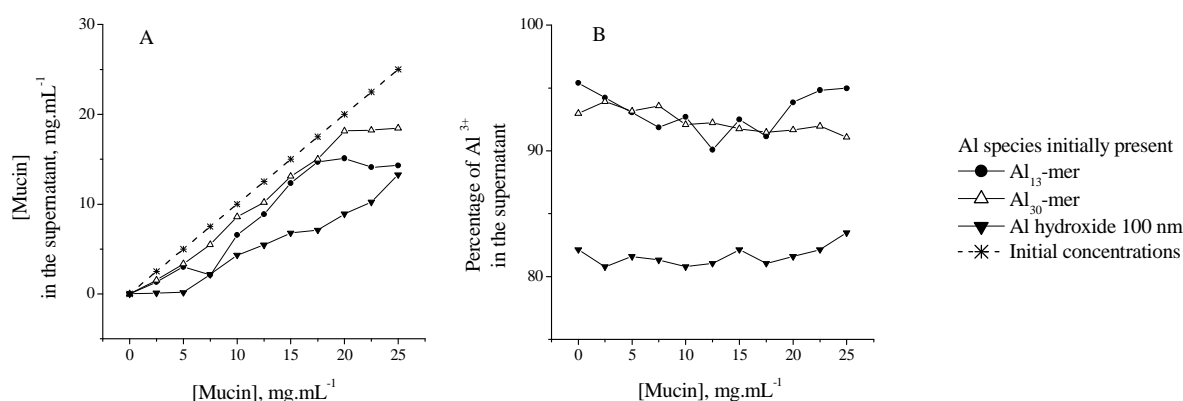 A
[Mucin]
in the supernatant, mg.mL⁻¹
30
20
10
0
0 5 10 15 20 25
[Mucin], mg.mL⁻¹
B
Percentage of Al ³⁺
in the supernatant
100
90
80
0 5 10 15 20 25
[Mucin], mg.mL⁻¹
Al species initially present
Al₁₃-mer
Al₃₀-mer
Al hydroxide 100 nm
Initial concentrations